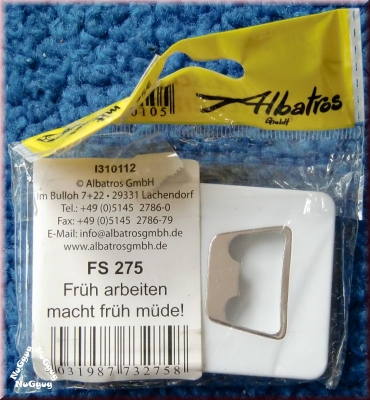 Albatros
GmbH
0105
I310112
© Albatros GmbH
Im Bulloh 7+22 • 29331 Lachendorf
Tel.: +49 (0)5145 2786-0
Fax: +49 (0)5145 2786-79
E-Mail: info@albatrosgmbh.de
www.albatrosgmbh.de
FS 275
Früh arbeiten
macht früh müde!
031987 732758
NuGgug
NuGgug